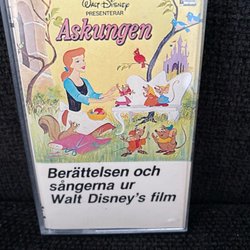 WALT DISNEY
PRESENTERAR
Askungen
Berättelsen och
sångerna ur
Walt Disney's film